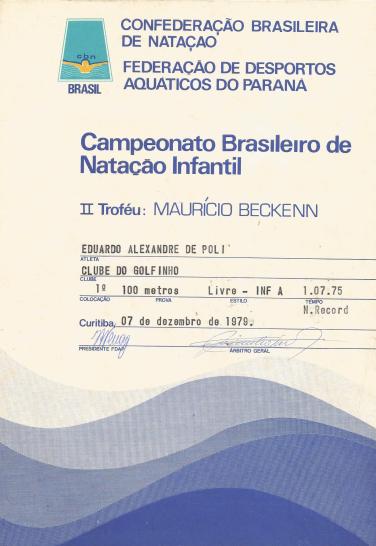 CONFEDERAÇÃO BRASILEIRA
DE NATAÇÃO
FEDERAÇÃO DE DESPORTOS
AQUÁTICOS DO PARANÁ
cbn
BRASIL
Campeonato Brasileiro de
Natação Infantil
II Troféu: MAURÍCIO BECKENN
EDUARDO ALEXANDRE DE POLI
ATLETA
CLUBE DO GOLFINHO
CLUBE
1º 100 metros Livre - INF A 1.07.75
COLOCAÇÃO PROVA ESTILO TEMPO
N.Record
Curitiba, 07 de dezembro de 1979.
PRESIDENTE FDAP ÁRBITRO GERAL